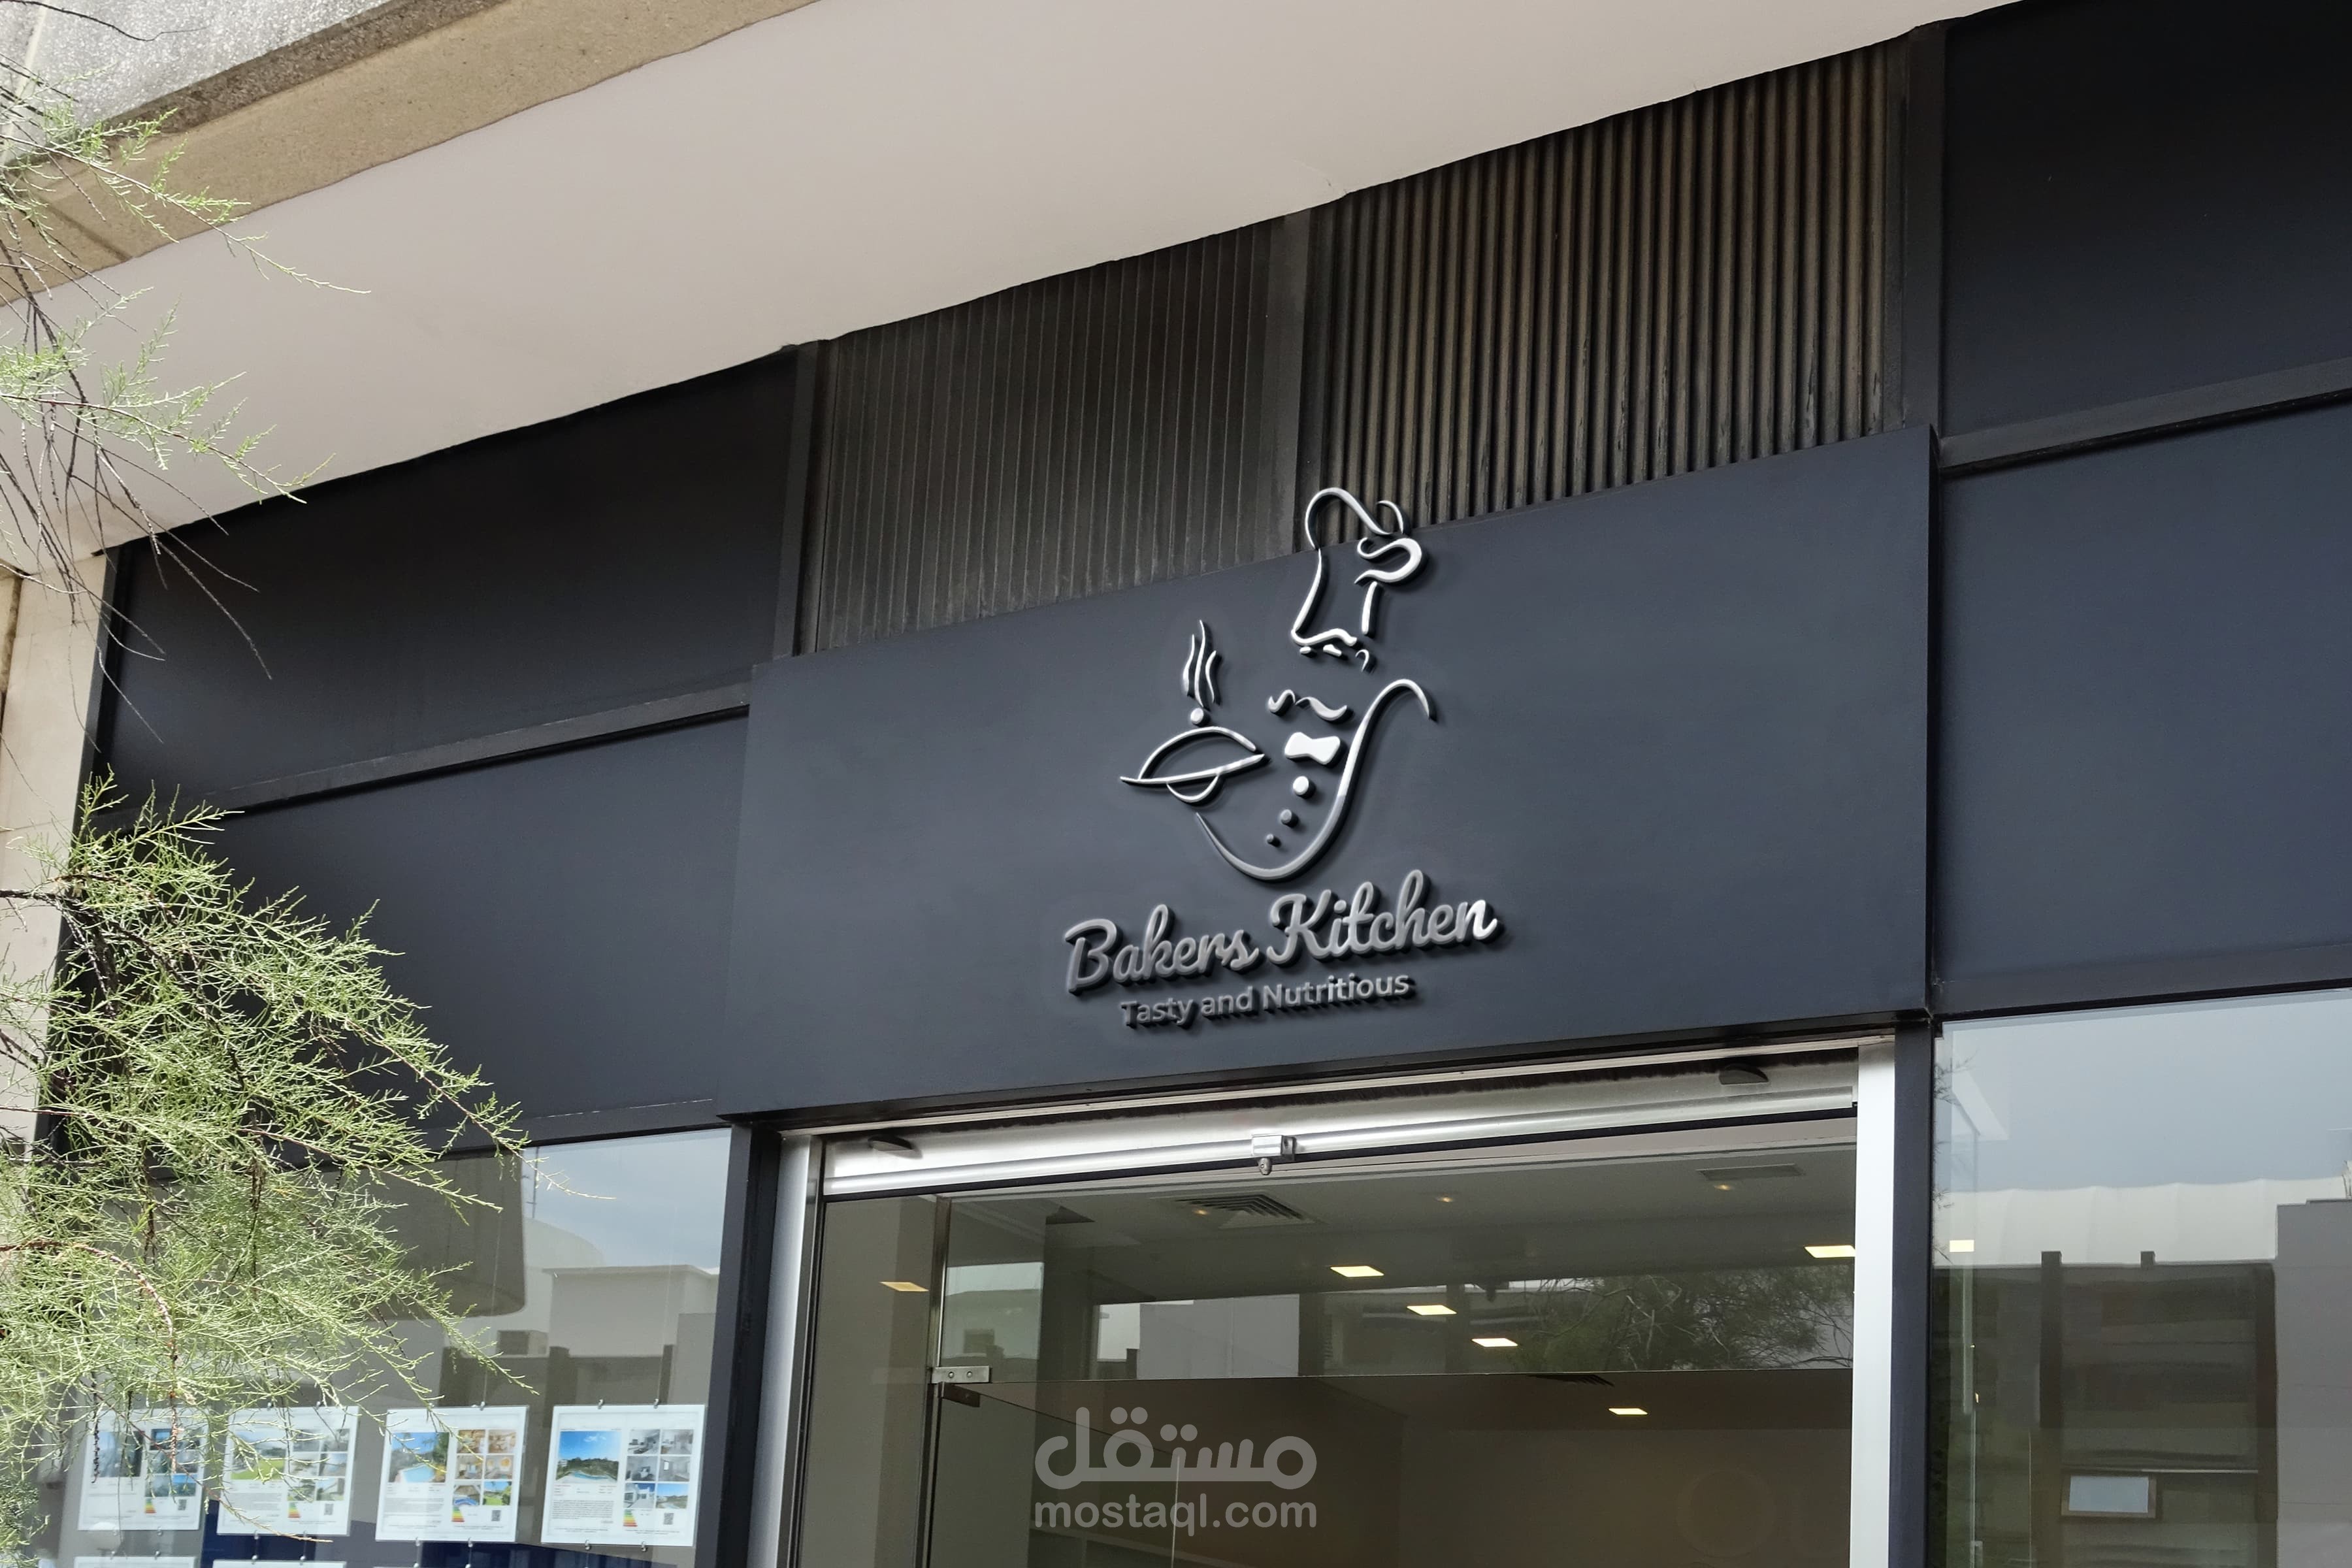 Bakers Kitchen
Tasty and Nutritious
مستقل
mostaql.com